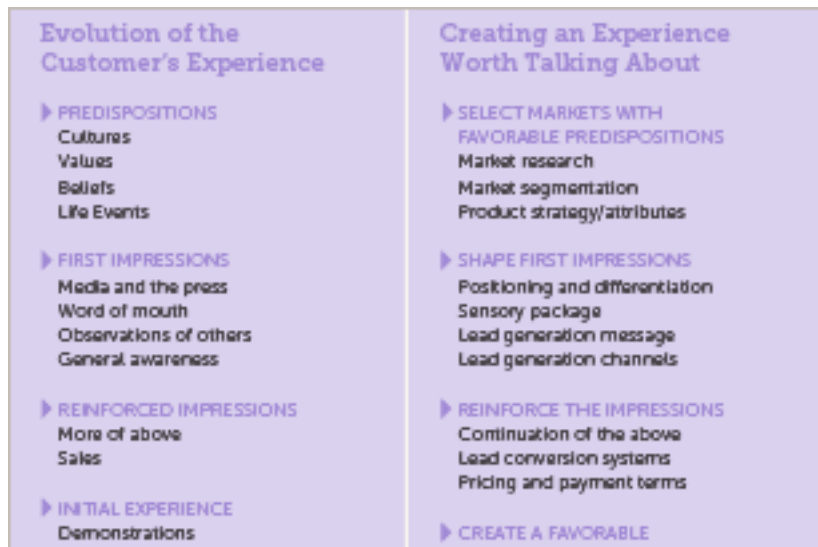 Evolution of the
Customer's Experience
PREDISPOSITIONS
Cultures
Values
Beliefs
Life Events
FIRST IMPRESSIONS
Media and the press
Word of mouth
Observations of others
General awareness
REINFORCED IMPRESSIONS
More of above
Sales
INITIAL EXPERIENCE
Demonstrations
Creating an Experience
Worth Talking About
SELECT MARKETS WITH
FAVORABLE PREDISPOSITIONS
Market research
Market segmentation
Product strategy/attributes
SHAPE FIRST IMPRESSIONS
Positioning and differentiation
Sensory package
Lead generation message
Lead generation channels
REINFORCE THE IMPRESSIONS
Continuation of the above
Lead conversion systems
Pricing and payment terms
CREATE A FAVORABLE